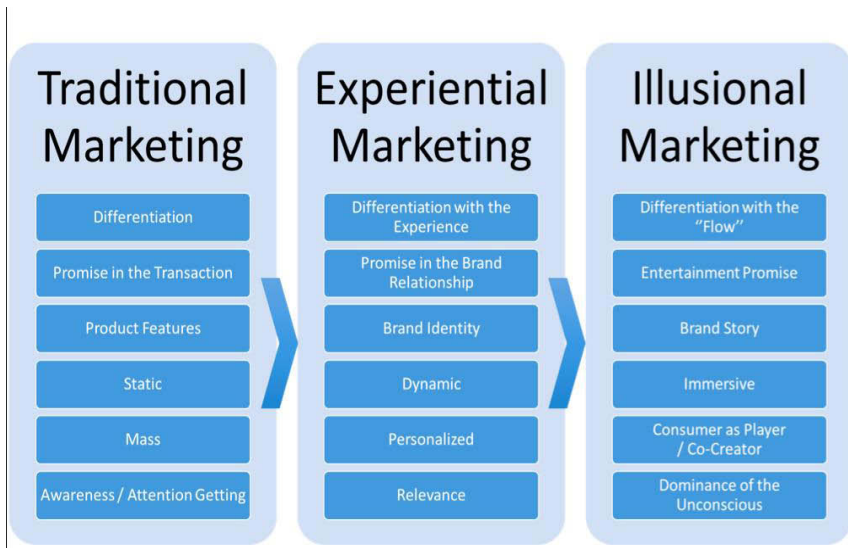 Traditional
Marketing
Differentiation
Promise in the Transaction
Product Features
Static
Mass
Awareness / Attention Getting
Experiential
Marketing
Differentiation with the
Experience
Promise in the Brand
Relationship
Brand Identity
Dynamic
Personalized
Relevance
Illusional
Marketing
Differentiation with the
“Flow”
Entertainment Promise
Brand Story
Immersive
Consumer as Player
/ Co-Creator
Dominance of the
Unconscious